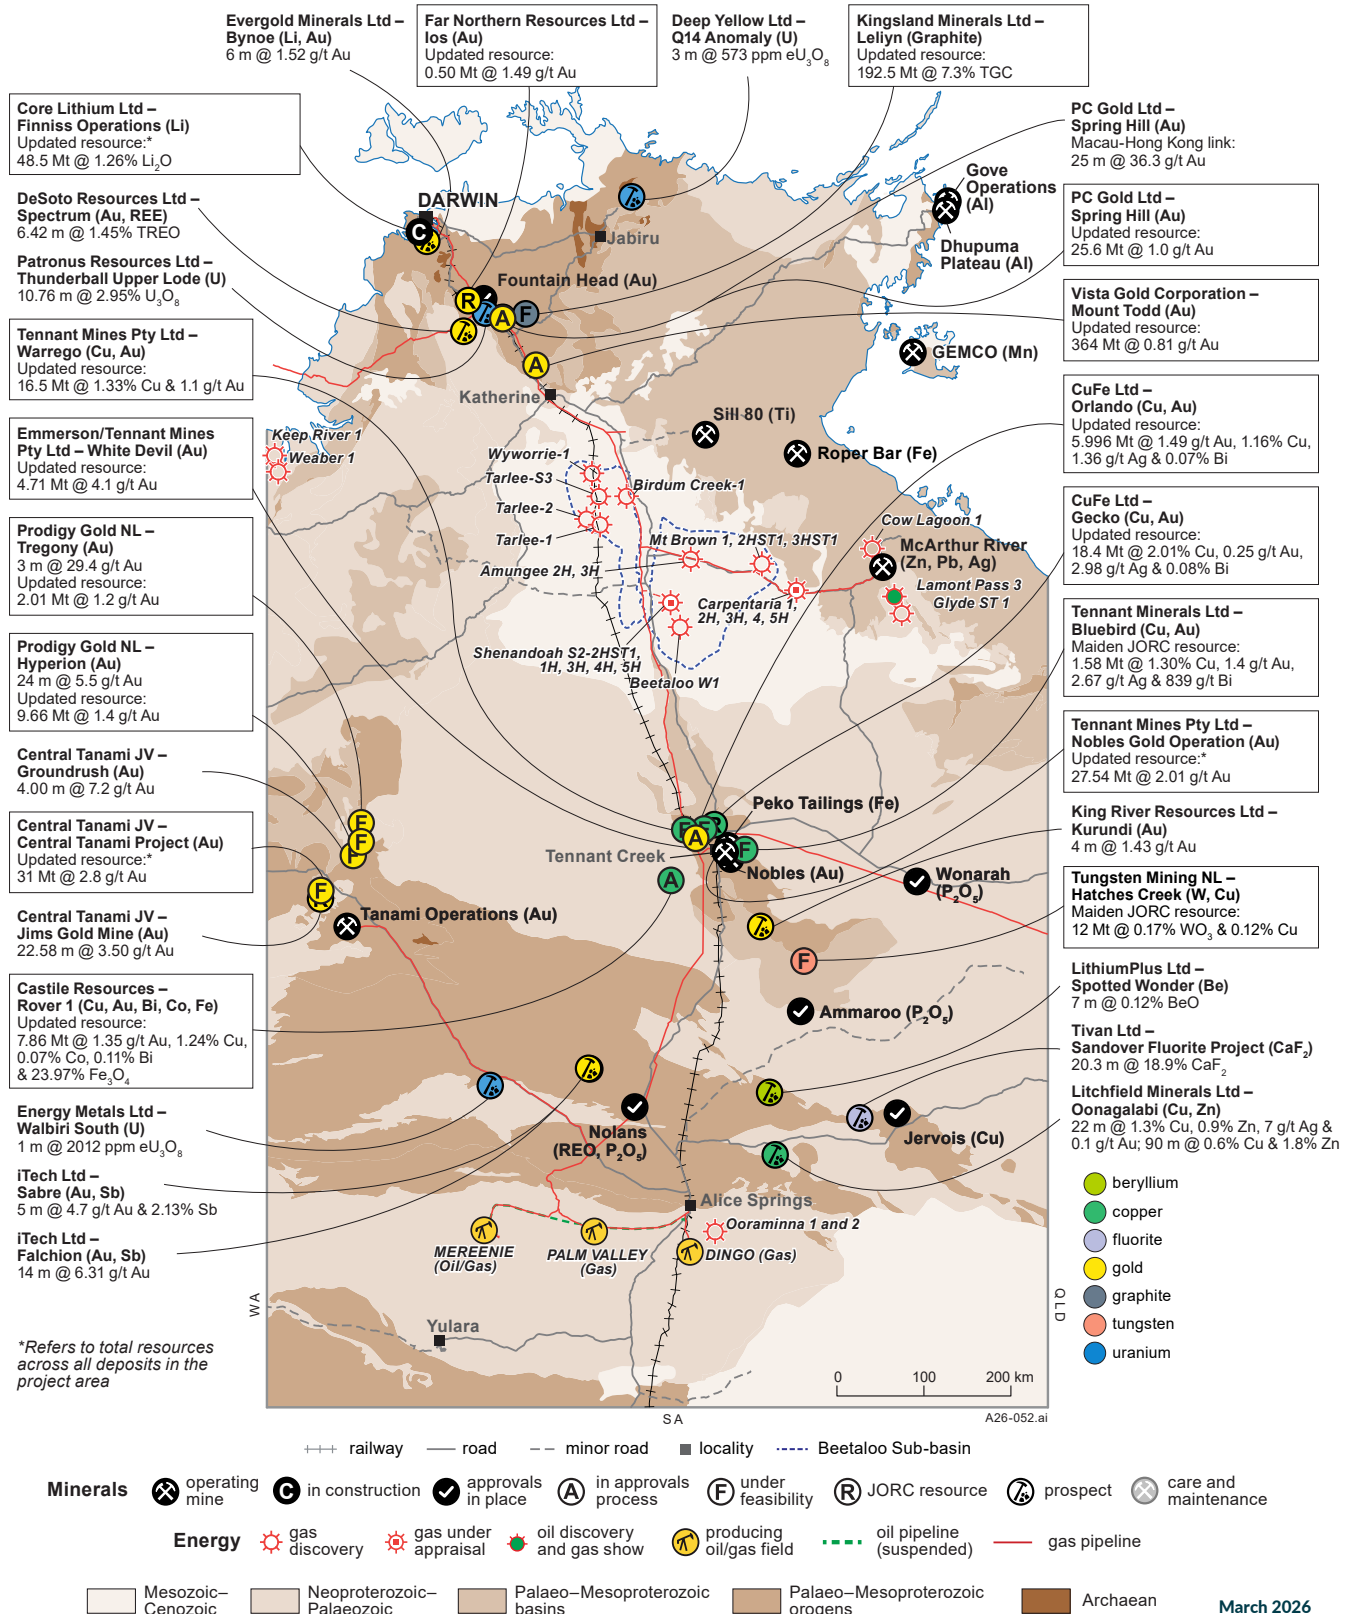 Evergold Minerals Ltd –
Bynoe (Li, Au)
6 m @ 1.52 g/t Au
Far Northern Resources Ltd –
Ios (Au)
Updated resource:
0.50 Mt @ 1.49 g/t Au
Deep Yellow Ltd –
Q14 Anomaly (U)
3 m @ 573 ppm eU3O8
Kingsland Minerals Ltd –
Leliyn (Graphite)
Updated resource:
192.5 Mt @ 7.3% TGC
Core Lithium Ltd –
Finniss Operations (Li)
Updated resource:*
48.5 Mt @ 1.26% Li2O
DeSoto Resources Ltd –
Spectrum (Au, REE)
6.42 m @ 1.45% TREO
Patronus Resources Ltd –
Thunderball Upper Lode (U)
10.76 m @ 2.95% U3O8
Tennant Mines Pty Ltd –
Warrego (Cu, Au)
Updated resource:
16.5 Mt @ 1.33% Cu & 1.1 g/t Au
Emmerson/Tennant Mines
Pty Ltd – White Devil (Au)
Updated resource:
4.71 Mt @ 4.1 g/t Au
Prodigy Gold NL –
Tregony (Au)
3 m @ 29.4 g/t Au
Updated resource:
2.01 Mt @ 1.2 g/t Au
Prodigy Gold NL –
Hyperion (Au)
24 m @ 5.5 g/t Au
Updated resource:
9.66 Mt @ 1.4 g/t Au
Central Tanami JV –
Groundrush (Au)
4.00 m @ 7.2 g/t Au
Central Tanami JV –
Central Tanami Project (Au)
Updated resource:*
31 Mt @ 2.8 g/t Au
Central Tanami JV –
Jims Gold Mine (Au)
22.58 m @ 3.50 g/t Au
Castile Resources –
Rover 1 (Cu, Au, Bi, Co, Fe)
Updated resource:
7.86 Mt @ 1.35 g/t Au, 1.24% Cu,
0.07% Co, 0.11% Bi
& 23.97% Fe3O4
Energy Metals Ltd –
Walbiri South (U)
1 m @ 2012 ppm eU3O8
iTech Ltd –
Sabre (Au, Sb)
5 m @ 4.7 g/t Au & 2.13% Sb
iTech Ltd –
Falchion (Au, Sb)
14 m @ 6.31 g/t Au
*Refers to total resources
across all deposits in the
project area
PC Gold Ltd –
Spring Hill (Au)
Macau-Hong Kong link:
25 m @ 36.3 g/t Au
PC Gold Ltd –
Spring Hill (Au)
Updated resource:
25.6 Mt @ 1.0 g/t Au
Vista Gold Corporation –
Mount Todd (Au)
Updated resource:
364 Mt @ 0.81 g/t Au
CuFe Ltd –
Orlando (Cu, Au)
Updated resource:
5.996 Mt @ 1.49 g/t Au, 1.16% Cu,
1.36 g/t Ag & 0.07% Bi
CuFe Ltd –
Gecko (Cu, Au)
Updated resource:
18.4 Mt @ 2.01% Cu, 0.25 g/t Au,
2.98 g/t Ag & 0.08% Bi
Tennant Minerals Ltd –
Bluebird (Cu, Au)
Maiden JORC resource:
1.58 Mt @ 1.30% Cu, 1.4 g/t Au,
2.67 g/t Ag & 839 g/t Bi
Tennant Mines Pty Ltd –
Nobles Gold Operation (Au)
Updated resource:*
27.54 Mt @ 2.01 g/t Au
King River Resources Ltd –
Kurundi (Au)
4 m @ 1.43 g/t Au
Tungsten Mining NL –
Hatches Creek (W, Cu)
Maiden JORC resource:
12 Mt @ 0.17% WO3 & 0.12% Cu
LithiumPlus Ltd –
Spotted Wonder (Be)
7 m @ 0.12% BeO
Tivan Ltd –
Sandover Fluorite Project (CaF2)
20.3 m @ 18.9% CaF2
Litchfield Minerals Ltd –
Oonagalabi (Cu, Zn)
22 m @ 1.3% Cu, 0.9% Zn, 7 g/t Ag &
0.1 g/t Au; 90 m @ 0.6% Cu & 1.8% Zn
DARWIN
C
Jabiru
Gove
Operations
(Al)
Dhupuma
Plateau (Al)
Fountain Head (Au)
R
A
F
A
Katherine
GEMCO (Mn)
Sill 80 (Ti)
Roper Bar (Fe)
Keep River 1
Weaber 1
Wyworrie-1
Tarlee-S3
Birdum Creek-1
Tarlee-2
Tarlee-1
Amungee 2H, 3H
Mt Brown 1, 2HST1, 3HST1
Cow Lagoon 1
McArthur River
(Zn, Pb, Ag)
Lamont Pass 3
Glyde ST 1
Carpentaria 1,
2H, 3H, 4, 5H
Shenandoah S2-2HST1,
1H, 3H, 4H, 5H
Beetaloo W1
Peko Tailings (Fe)
F
F
F
A
F
Tennant Creek
Nobles (Au)
A
F
Wonarah
(P2O5)
Tanami Operations (Au)
F
Ammaroo (P2O5)
Nolans
(REO, P2O5)
Jervois (Cu)
Alice Springs
Ooraminna 1 and 2
MEREENIE
(Oil/Gas)
PALM VALLEY
(Gas)
DINGO (Gas)
Yulara
WA
QLD
SA
0 100 200 km
A26-052.ai
beryllium
copper
fluorite
gold
graphite
tungsten
uranium
railway road minor road locality Beetaloo Sub-basin
Minerals
operating
mine
C in construction
approvals
in place
A in approvals
process
F under
feasibility
R JORC resource
prospect
care and
maintenance
Energy
gas
discovery
gas under
appraisal
oil discovery
and gas show
producing
oil/gas field
oil pipeline
(suspended)
gas pipeline
Mesozoic–
Cenozoic
Neoproterozoic–
Palaeozoic
Palaeo–Mesoproterozoic
basins
Palaeo–Mesoproterozoic
orogens
Archaean
March 2026